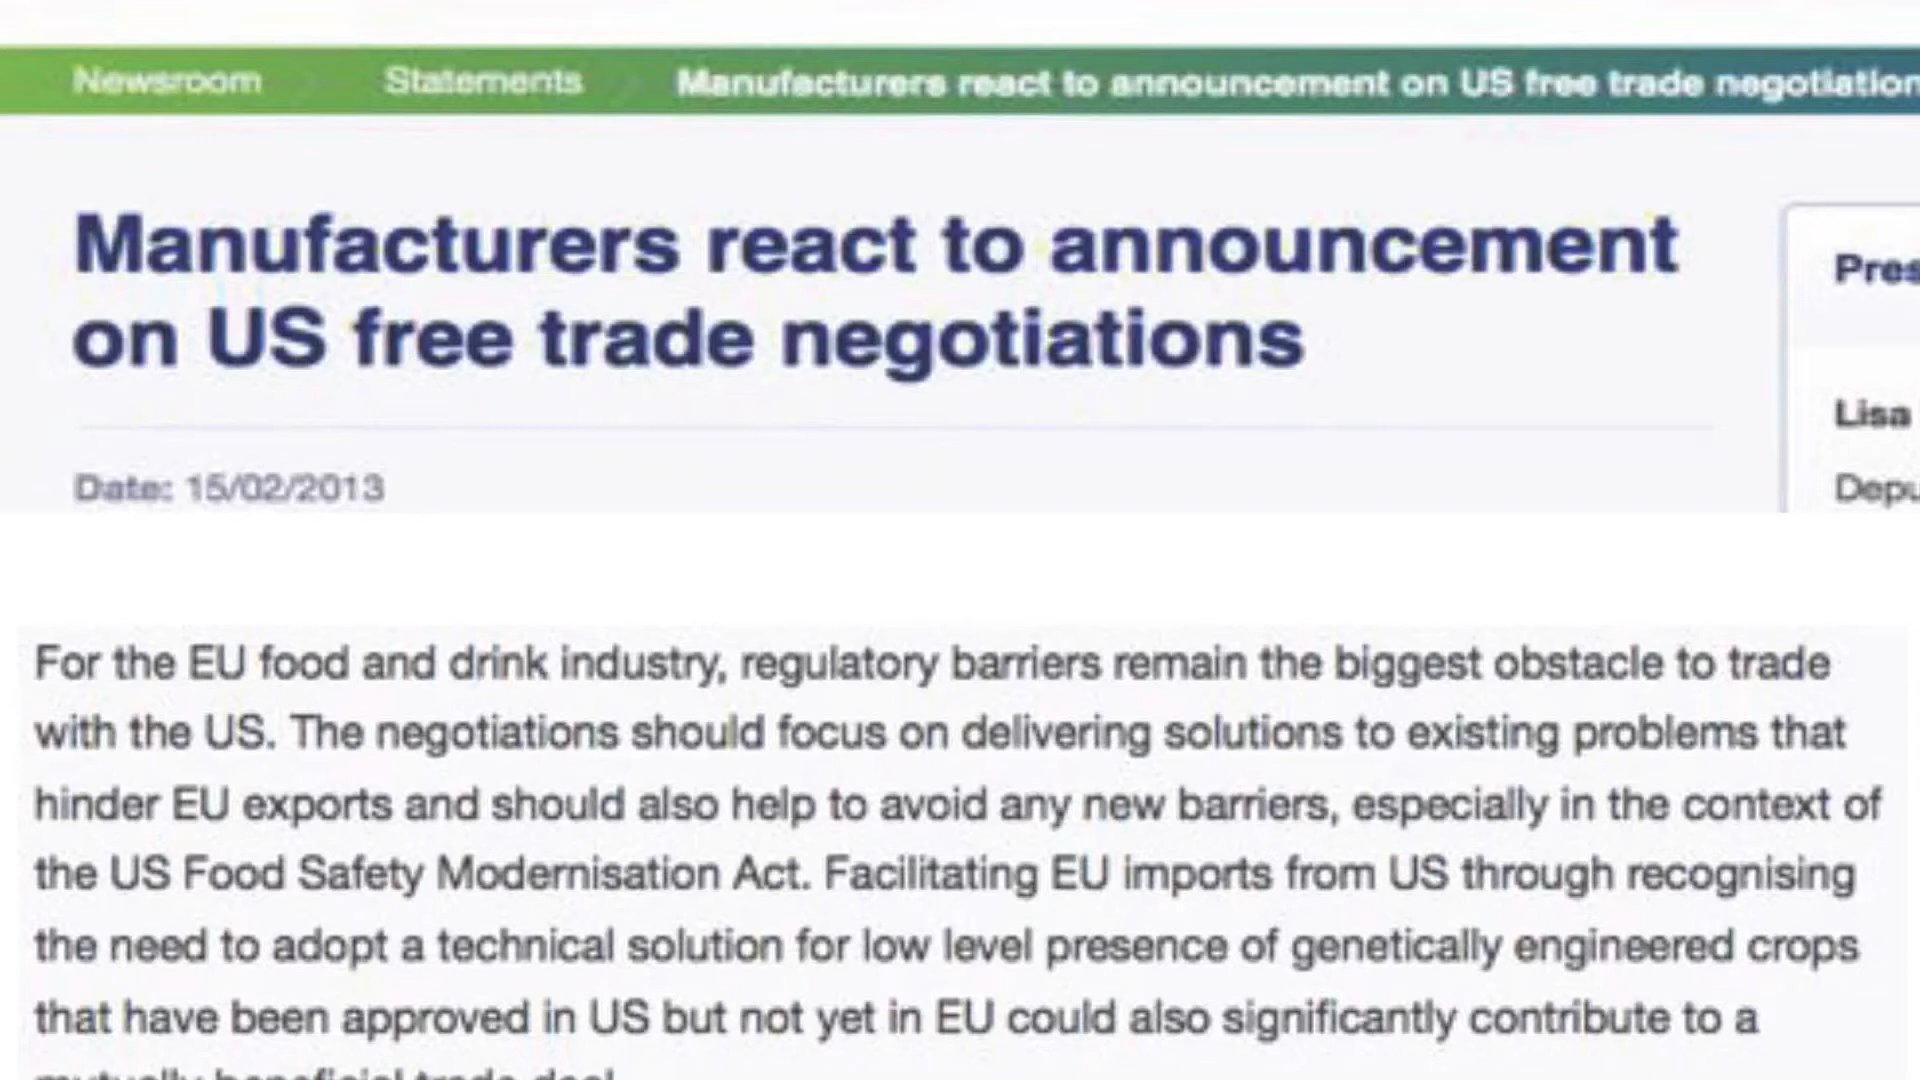 Newsroom Statements Manufacturers react to announcement on US free trade negotiation
Manufacturers react to announcement
on US free trade negotiations
Pres
Lisa
Date: 15/02/2013
Depu
For the EU food and drink industry, regulatory barriers remain the biggest obstacle to trade
with the US. The negotiations should focus on delivering solutions to existing problems that
hinder EU exports and should also help to avoid any new barriers, especially in the context of
the US Food Safety Modernisation Act. Facilitating EU imports from US through recognising
the need to adopt a technical solution for low level presence of genetically engineered crops
that have been approved in US but not yet in EU could also significantly contribute to a
mutually beneficial trade deal